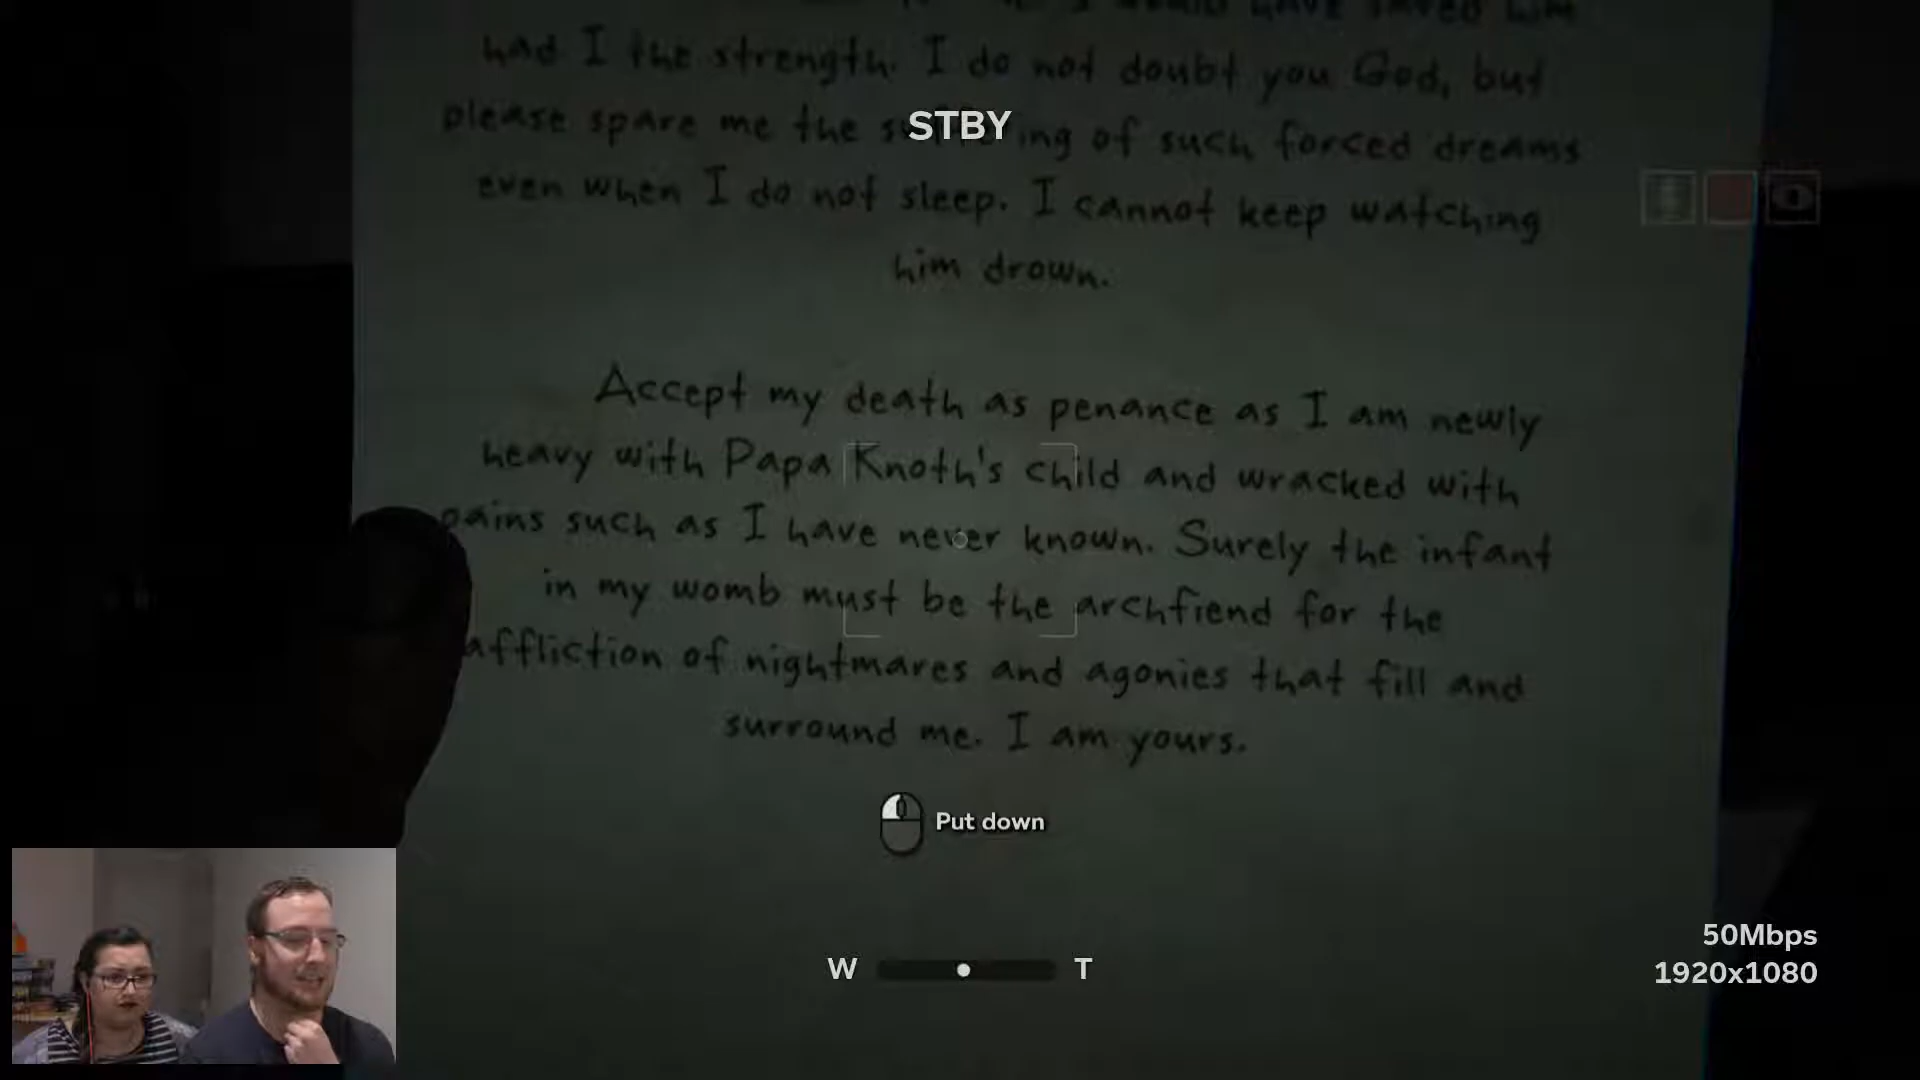 have saved him
had I the strength. I do not doubt you God, but
STBY
please spare me the suffering of such forced dreams
even when I do not sleep. I cannot keep watching
him drown.
Accept my death as penance as I am newly
heavy with Papa Knoth's child and wracked with
pains such as I have never known. Surely the infant
in my womb must be the archfiend for the
affliction of nightmares and agonies that fill and
surround me. I am yours.
Put down
50Mbps
W T
1920x1080